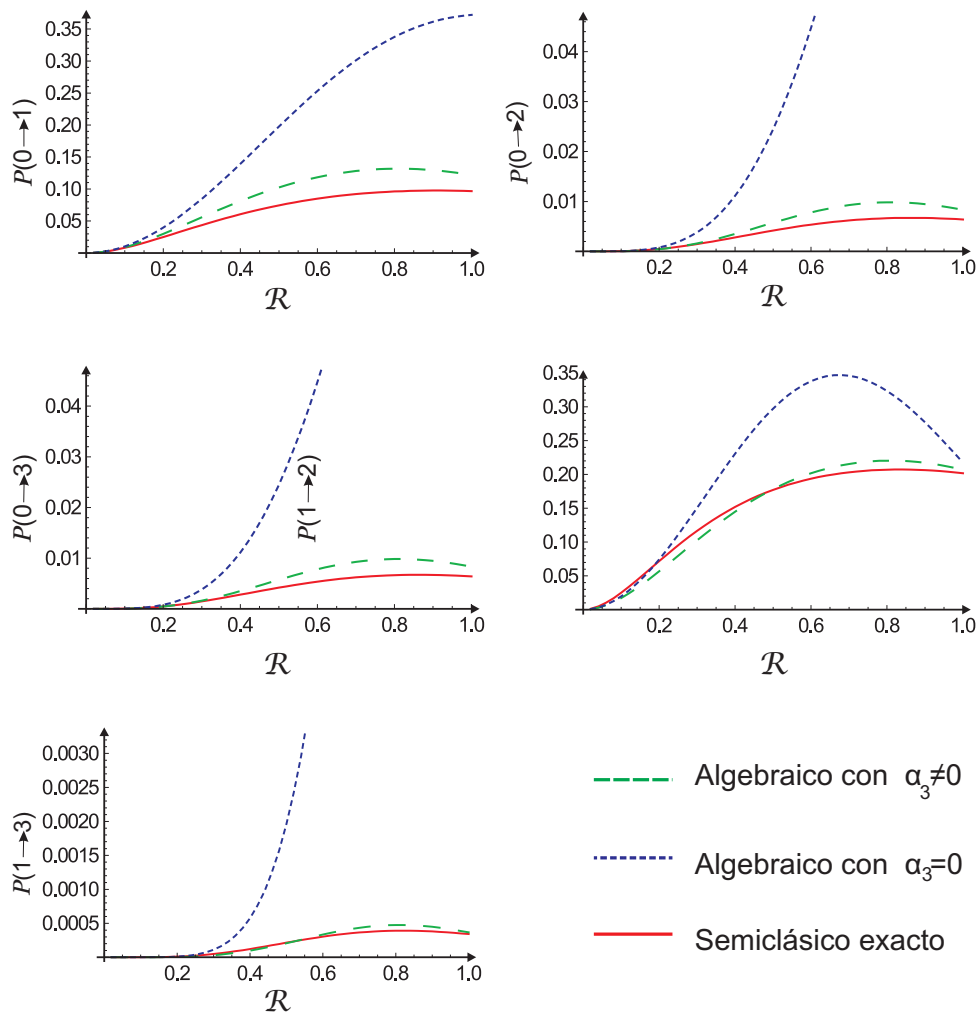 P(0→1)
0.35
0.30
0.25
0.20
0.15
0.10
0.05
0.2 0.4 0.6 0.8 1.0
ℛ
P(0→2)
0.04
0.03
0.02
0.01
0.2 0.4 0.6 0.8 1.0
ℛ
P(0→3)
0.04
0.03
0.02
0.01
0.2 0.4 0.6 0.8 1.0
ℛ
P(1→2)
0.35
0.30
0.25
0.20
0.15
0.10
0.05
0.2 0.4 0.6 0.8 1.0
ℛ
P(1→3)
0.0030
0.0025
0.0020
0.0015
0.0010
0.0005
0.2 0.4 0.6 0.8 1.0
ℛ
Algebraico con α₃≠0
Algebraico con α₃=0
Semiclásico exacto